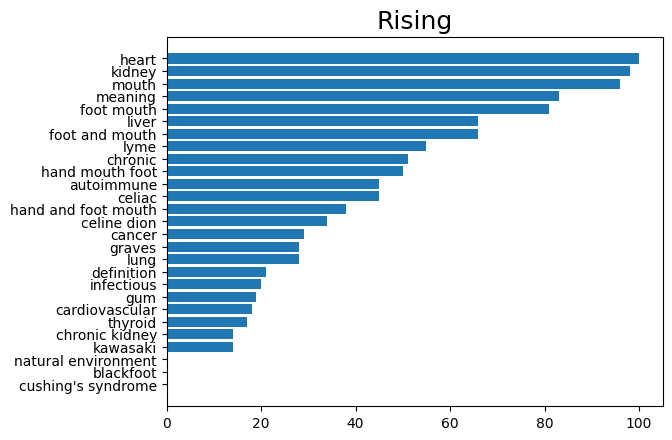 Rising
heart
kidney
mouth
meaning
foot mouth
liver
foot and mouth
lyme
chronic
hand mouth foot
autoimmune
celiac
hand and foot mouth
celine dion
cancer
graves
lung
definition
infectious
gum
cardiovascular
thyroid
chronic kidney
kawasaki
natural environment
blackfoot
cushing's syndrome
0 20 40 60 80 100